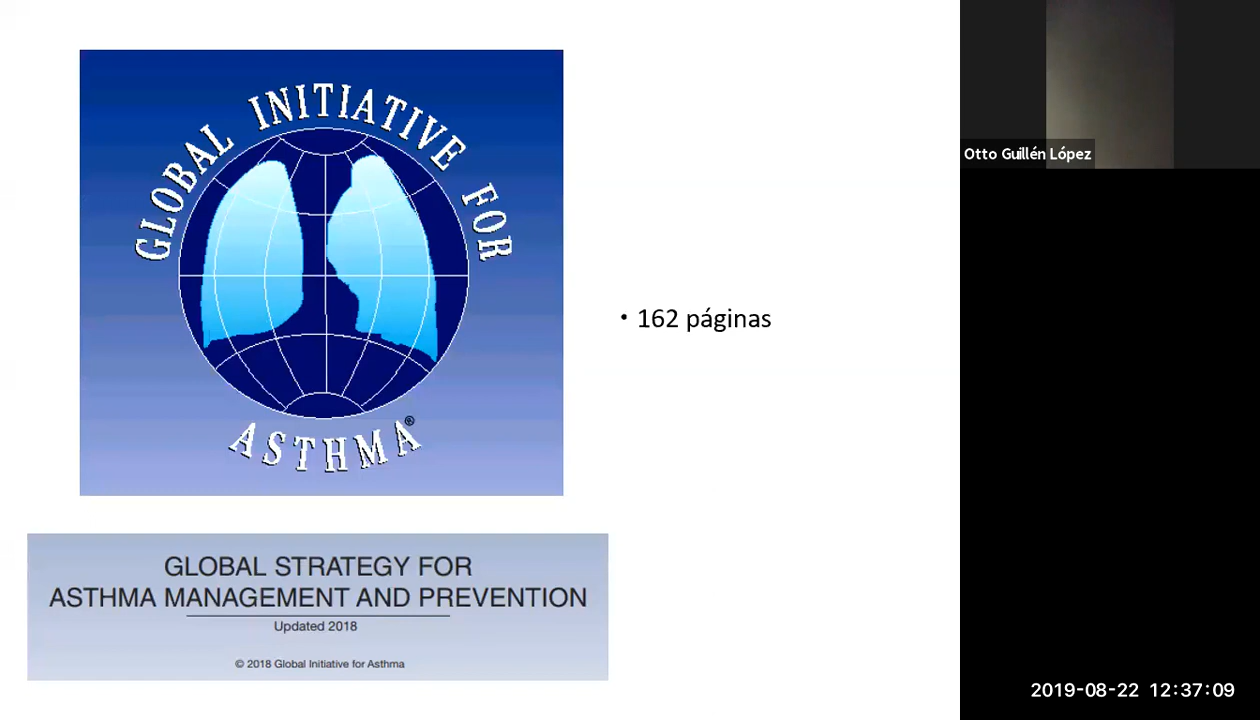 GLOBAL INITIATIVE FOR
ASTHMA®
• 162 páginas
GLOBAL STRATEGY FOR
ASTHMA MANAGEMENT AND PREVENTION
Updated 2018
© 2018 Global Initiative for Asthma
Otto Guillén López
2019-08-22 12:37:09